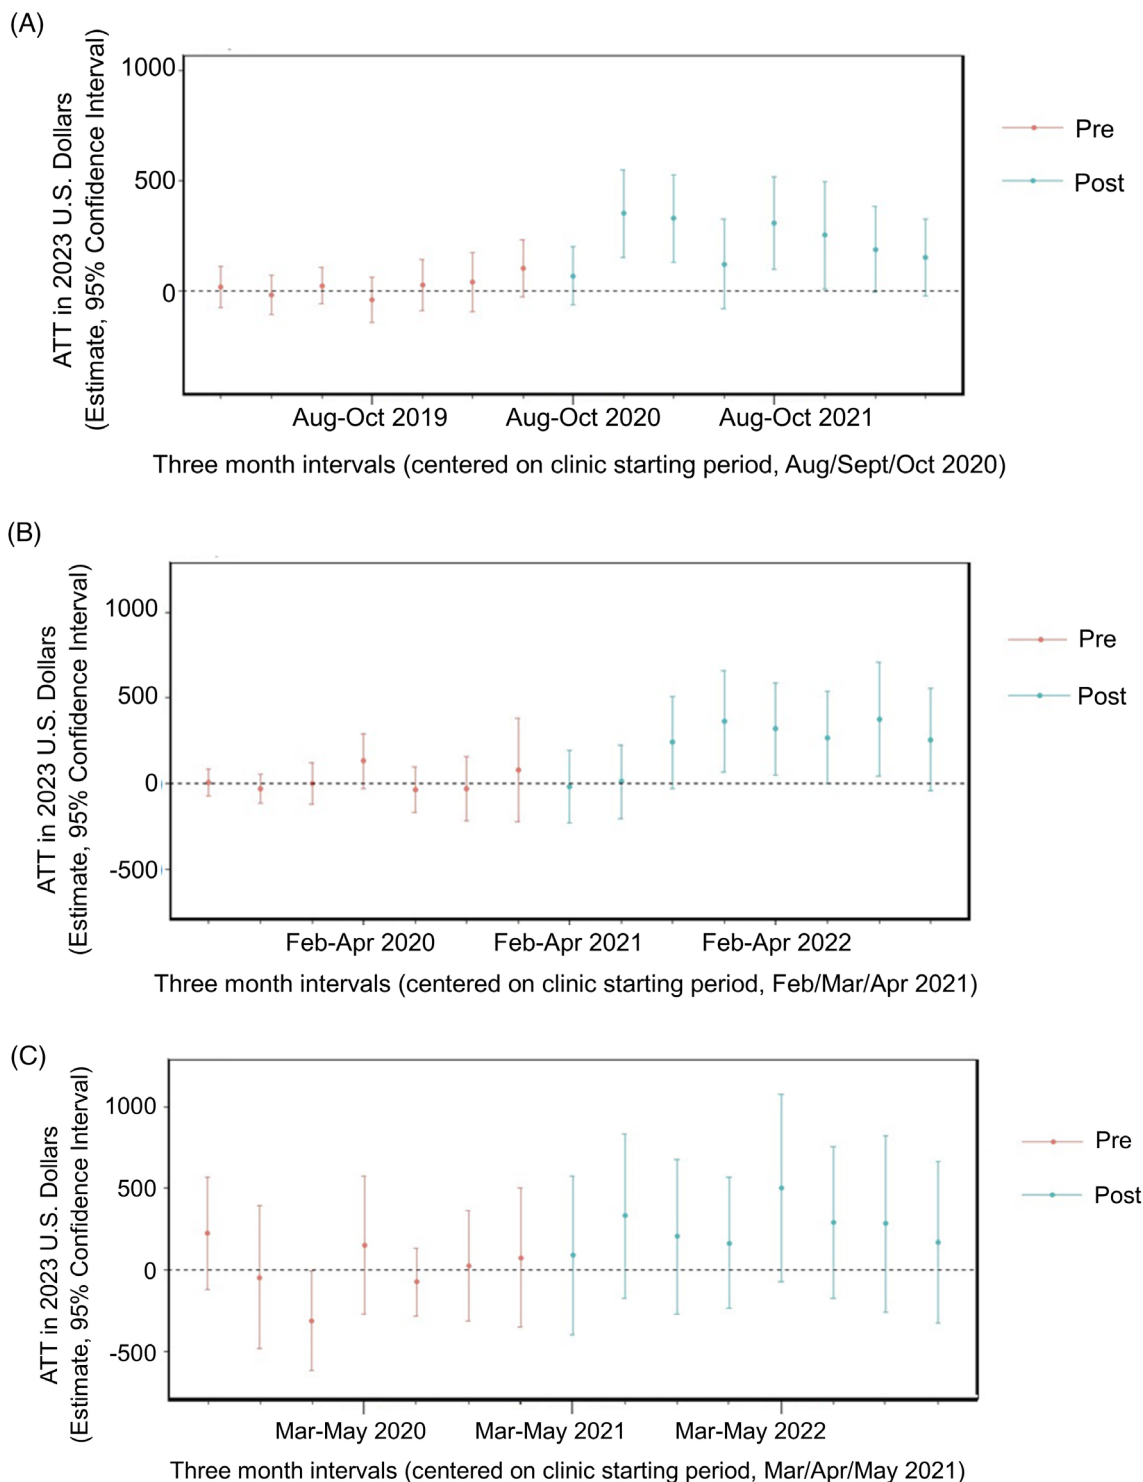 (A)
ATT in 2023 U.S. Dollars
(Estimate, 95% Confidence Interval)
1000
500
0
Pre
Post
Aug-Oct 2019
Aug-Oct 2020
Aug-Oct 2021
Three month intervals (centered on clinic starting period, Aug/Sept/Oct 2020)
(B)
ATT in 2023 U.S. Dollars
(Estimate, 95% Confidence Interval)
1000
500
0
-500
Pre
Post
Feb-Apr 2020
Feb-Apr 2021
Feb-Apr 2022
Three month intervals (centered on clinic starting period, Feb/Mar/Apr 2021)
(C)
ATT in 2023 U.S. Dollars
(Estimate, 95% Confidence Interval)
1000
500
0
-500
Pre
Post
Mar-May 2020
Mar-May 2021
Mar-May 2022
Three month intervals (centered on clinic starting period, Mar/Apr/May 2021)